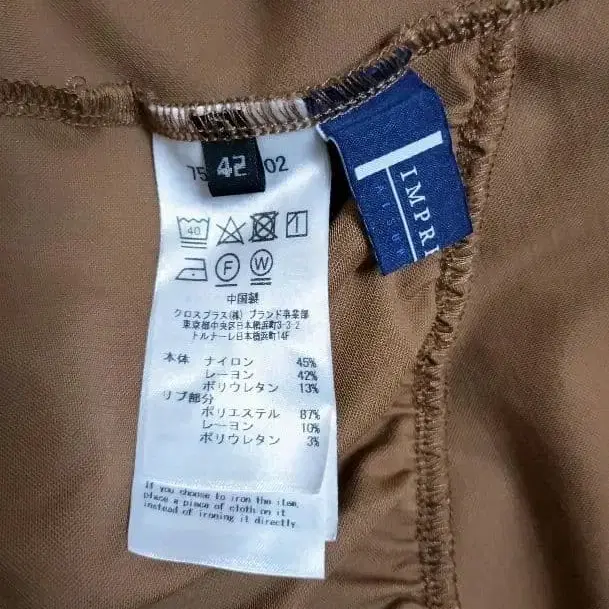 75
42
02
IMPRI
40
F
W
中国製
クロスプラス(株) ブランド事業部
東京都中央区日本橋浜町3-3-2
トルナーレ日本橋浜町14F
本体 ナイロン 45%
レーヨン 42%
ポリウレタン 13%
リブ部分
ポリエステル 87%
レーヨン 10%
ポリウレタン 3%
If you choose to iron the item,
place a piece of cloth on it
instead of ironing it directly.